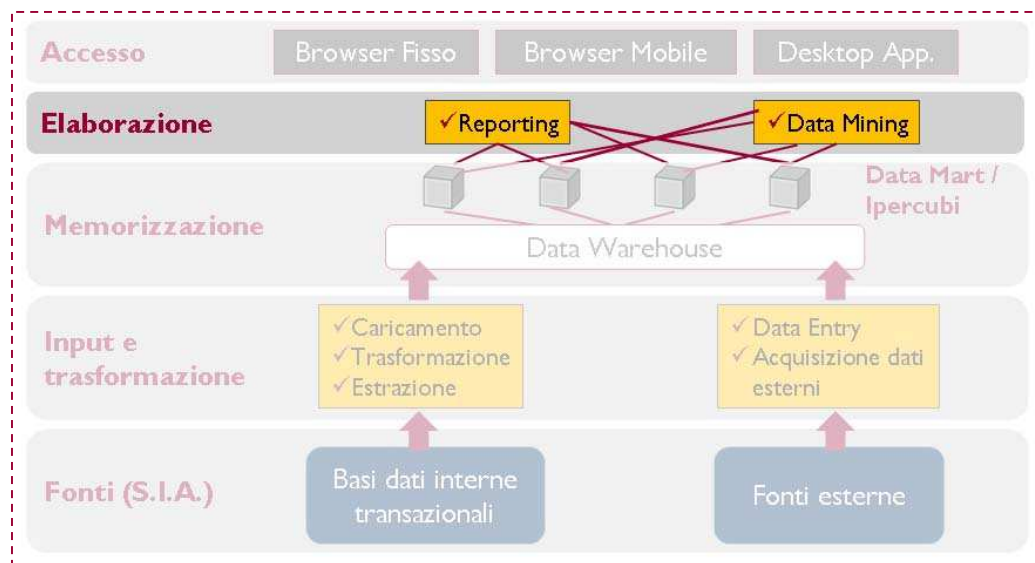 Accesso
Browser Fisso
Browser Mobile
Desktop App.
Elaborazione
✓Reporting
✓Data Mining
Data Mart /
Ipercubi
Memorizzazione
Data Warehouse
Input e
trasformazione
✓Caricamento
✓Trasformazione
✓Estrazione
✓Data Entry
✓Acquisizione dati
esterni
Fonti (S.I.A.)
Basi dati interne
transazionali
Fonti esterne